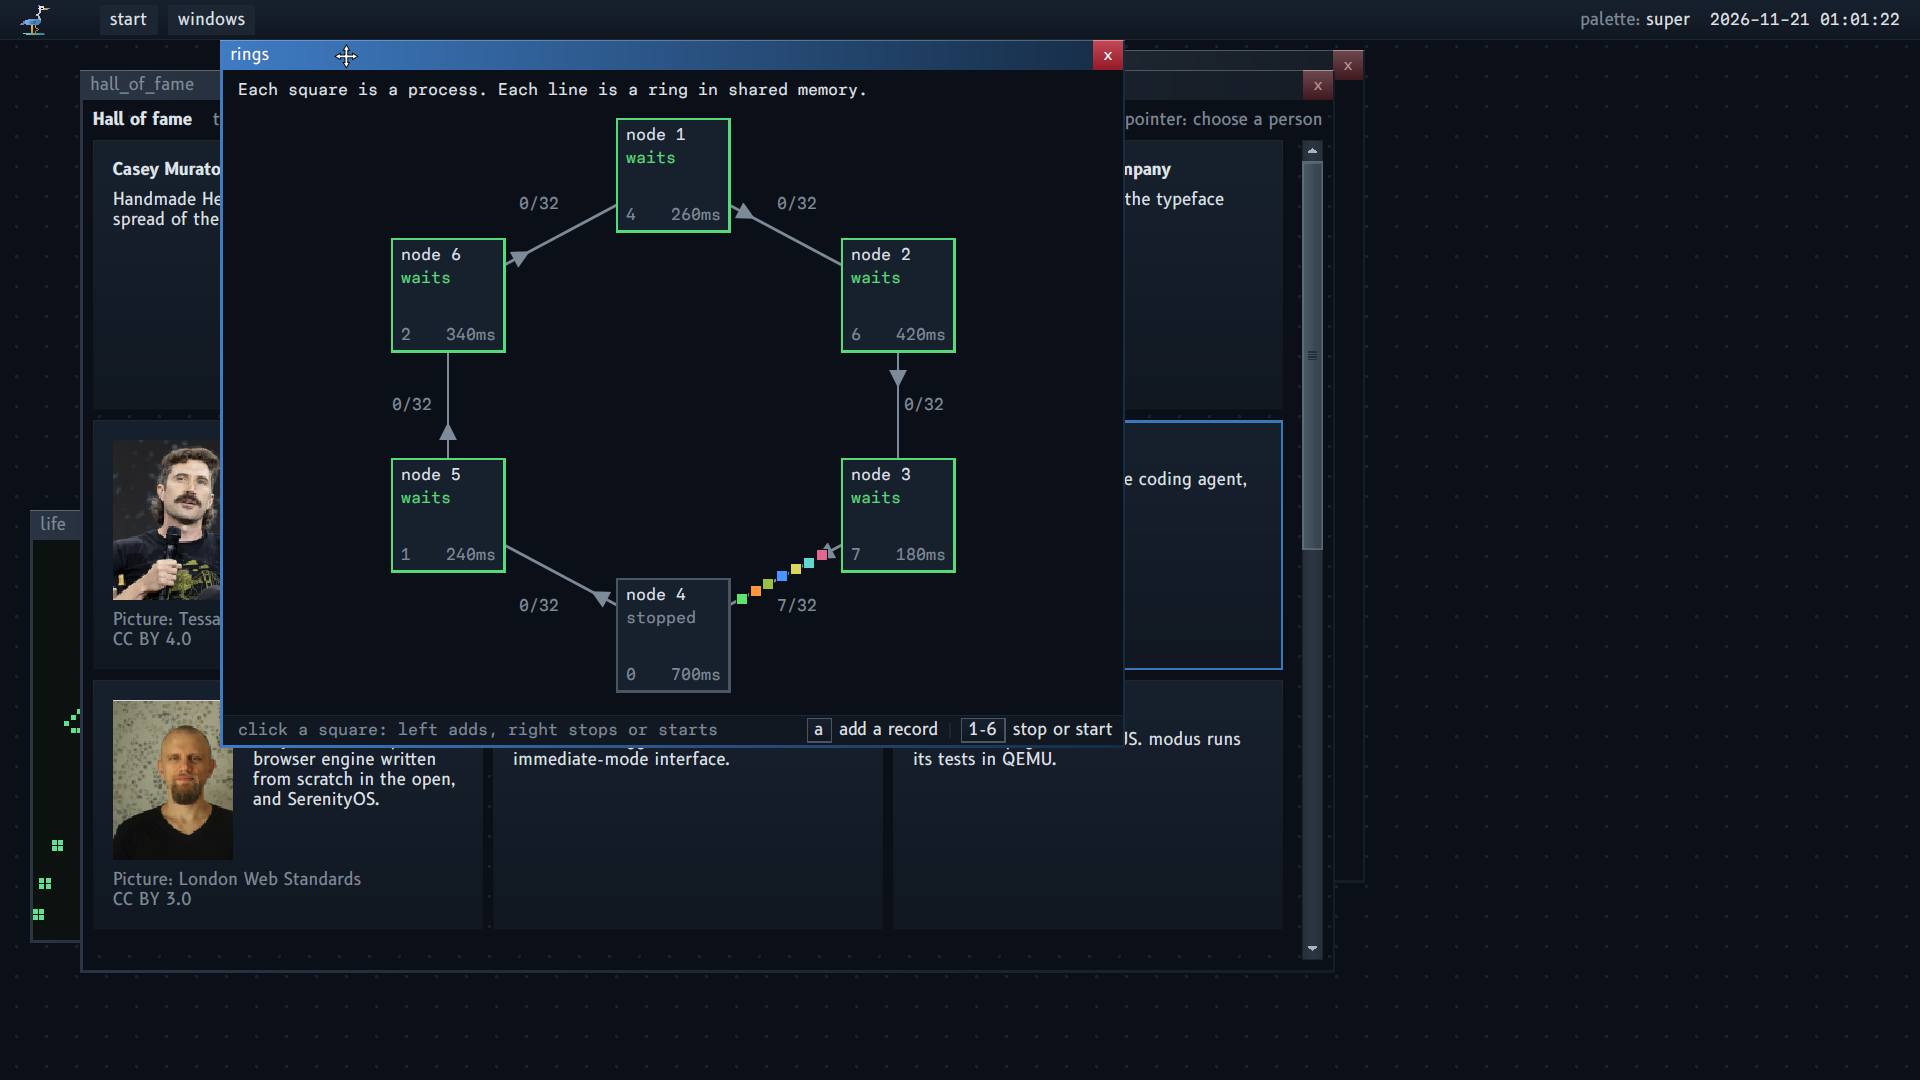 start windows palette: super 2026-11-21 01:01:22
rings x
x
hall_of_fame x
Each square is a process. Each line is a ring in shared memory.
Hall of fame
pointer: choose a person
node 1
waits
4 260ms
0/32
0/32
node 6
waits
2 340ms
node 2
waits
6 420ms
0/32
0/32
node 5
waits
1 240ms
node 3
waits
7 180ms
0/32
7/32
node 4
stopped
0 700ms
click a square: left adds, right stops or starts a add a record 1-6 stop or start
Casey Murato
Handmade He
spread of the
mpany
the typeface
e coding agent,
Picture: Tessa
CC BY 4.0
life
browser engine written
from scratch in the open,
and SerenityOS.
Picture: London Web Standards
CC BY 3.0
immediate-mode interface.
JS. modus runs
its tests in QEMU.